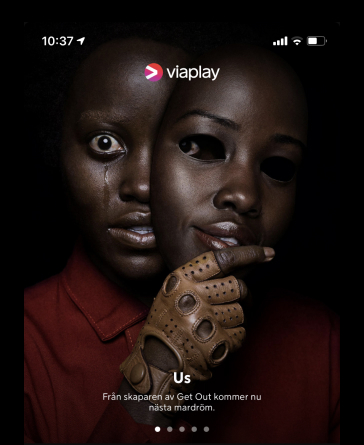 10:37
viaplay
Us
Från skaparen av Get Out kommer nu
nästa mardröm.